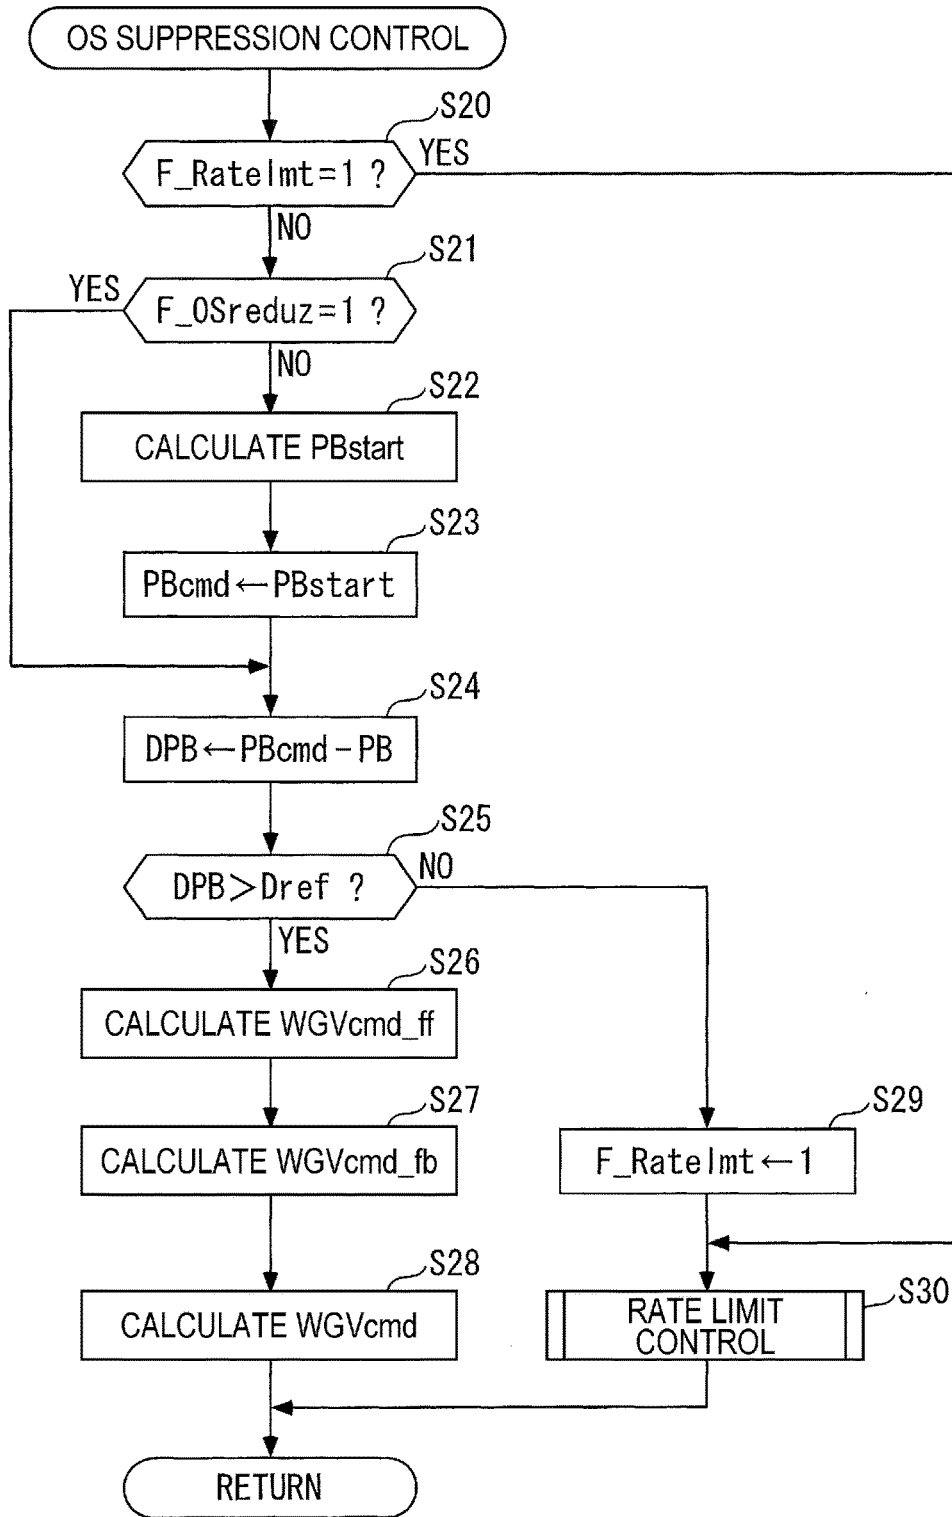 OS SUPPRESSION CONTROL
S20
F_Ratelmt=1 ?
YES
NO
S21
YES
F_OSreduz=1 ?
NO
S22
CALCULATE PBstart
S23
PBcmd←PBstart
S24
DPB←PBcmd-PB
S25
DPB>Dref ?
NO
YES
S26
CALCULATE WGVcmd_ff
S27
CALCULATE WGVcmd_fb
S29
F_Ratelmt←1
S28
CALCULATE WGVcmd
S30
RATE LIMIT
CONTROL
RETURN